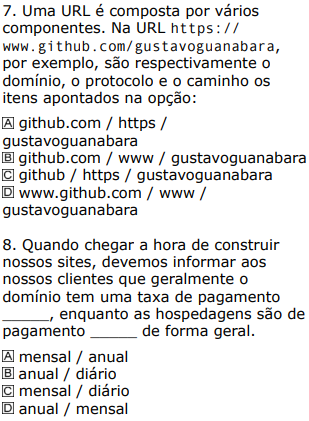 7. Uma URL é composta por vários
componentes. Na URL https://
www.github.com/gustavoguanabara,
por exemplo, são respectivamente o
domínio, o protocolo e o caminho os
itens apontados na opção:
A github.com / https /
gustavoguanabara
B github.com / www / gustavoguanabara
C github / https / gustavoguanabara
D www.github.com / www /
gustavoguanabara
8. Quando chegar a hora de construir
nossos sites, devemos informar aos
nossos clientes que geralmente o
domínio tem uma taxa de pagamento
______, enquanto as hospedagens são de
pagamento ______ de forma geral.
A mensal / anual
B anual / diário
C mensal / diário
D anual / mensal